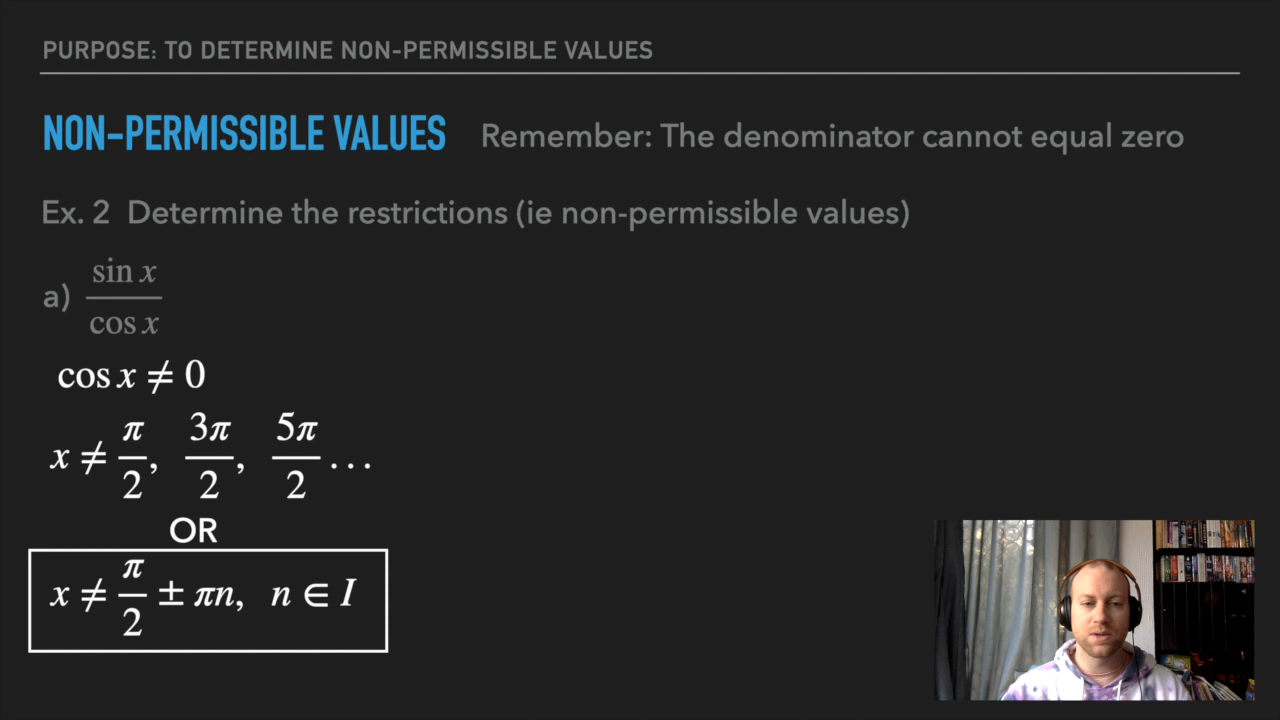 PURPOSE: TO DETERMINE NON-PERMISSIBLE VALUES
NON-PERMISSIBLE VALUES Remember: The denominator cannot equal zero
Ex. 2 Determine the restrictions (ie non-permissible values)
a) sin x / cos x
cos x ≠ 0
x ≠ π/2, 3π/2, 5π/2 ...
OR
x ≠ π/2 ± πn, n ∈ I